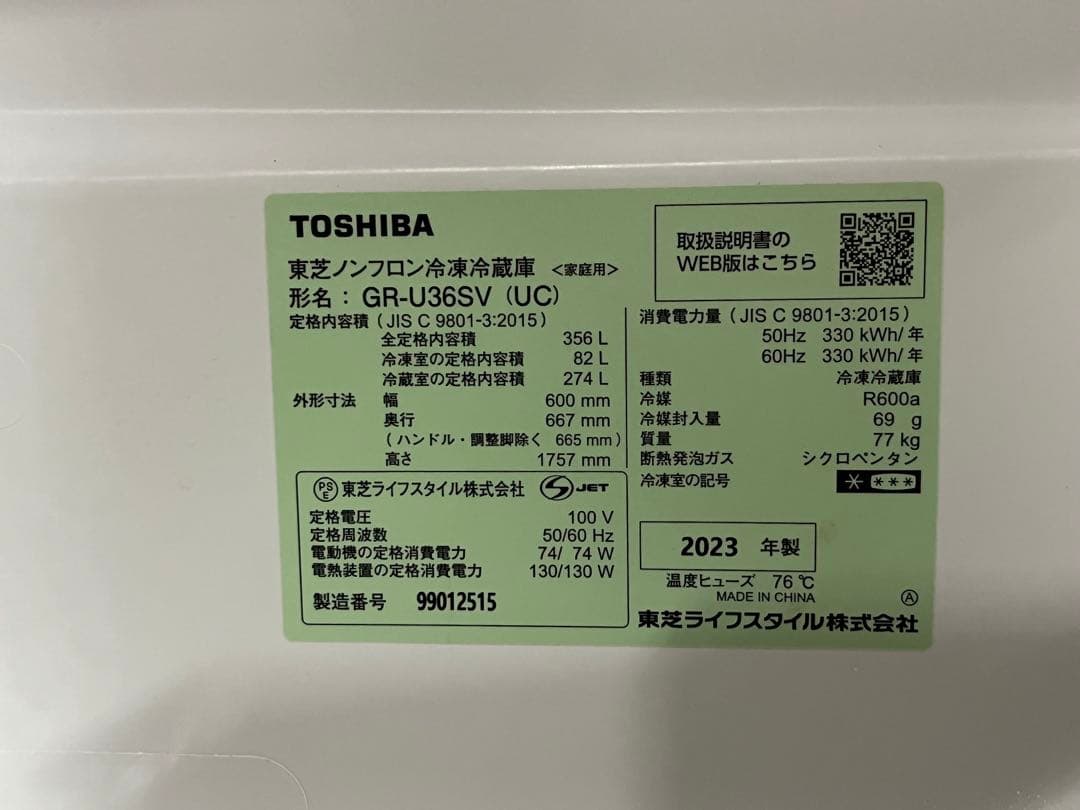 TOSHIBA
東芝ノンフロン冷凍冷蔵庫 <家庭用>
形名： GR-U36SV (UC)
定格内容積 (JIS C 9801-3:2015)
全定格内容積 356 L
冷凍室の定格内容積 82 L
冷蔵室の定格内容積 274 L
外形寸法 幅 600 mm
奥行 667 mm
(ハンドル・調整脚除く 665 mm)
高さ 1757 mm
PS
E 東芝ライフスタイル株式会社 JET
定格電圧 100 V
定格周波数 50/60 Hz
電動機の定格消費電力 74/ 74 W
電熱装置の定格消費電力 130/130 W
製造番号 99012515
取扱説明書の
WEB版はこちら
消費電力量 (JIS C 9801-3:2015)
50Hz 330 kWh/年
60Hz 330 kWh/年
種類 冷凍冷蔵庫
冷媒 R600a
冷媒封入量 69 g
質量 77 kg
断熱発泡ガス シクロペンタン
冷凍室の記号 * ***
2023 年製
温度ヒューズ 76℃
MADE IN CHINA Ⓐ
東芝ライフスタイル株式会社